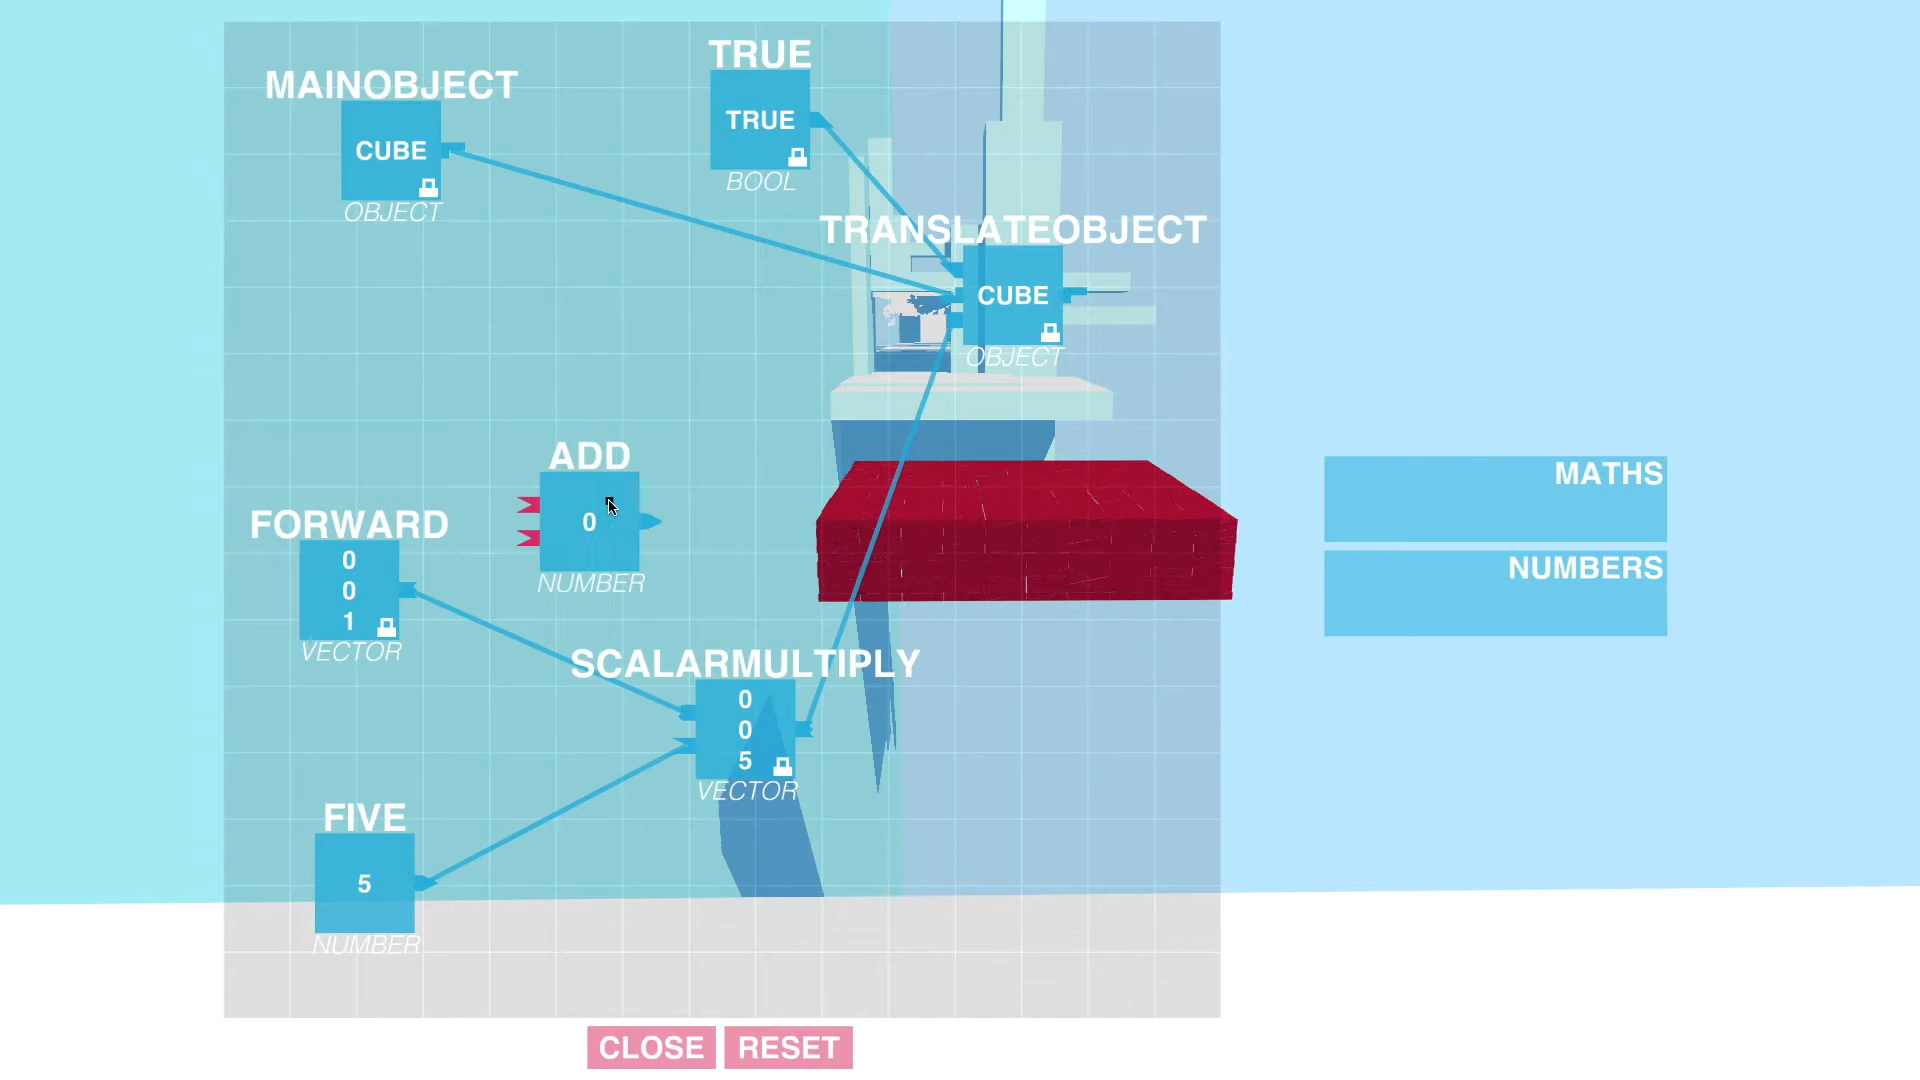 TRUE
MAINOBJECT
TRUE
CUBE
BOOL
OBJECT
TRANSLATEOBJECT
CUBE
OBJECT
ADD
0
NUMBER
FORWARD
0
0
1
VECTOR
SCALARMULTIPLY
0
0
5
VECTOR
FIVE
5
NUMBER
MATHS
NUMBERS
CLOSE
RESET